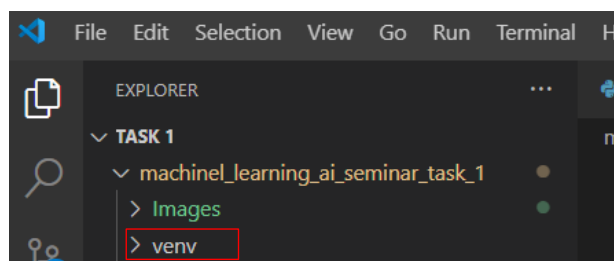 File Edit Selection View Go Run Terminal
EXPLORER
TASK 1
machinel_learning_ai_seminar_task_1
Images
venv